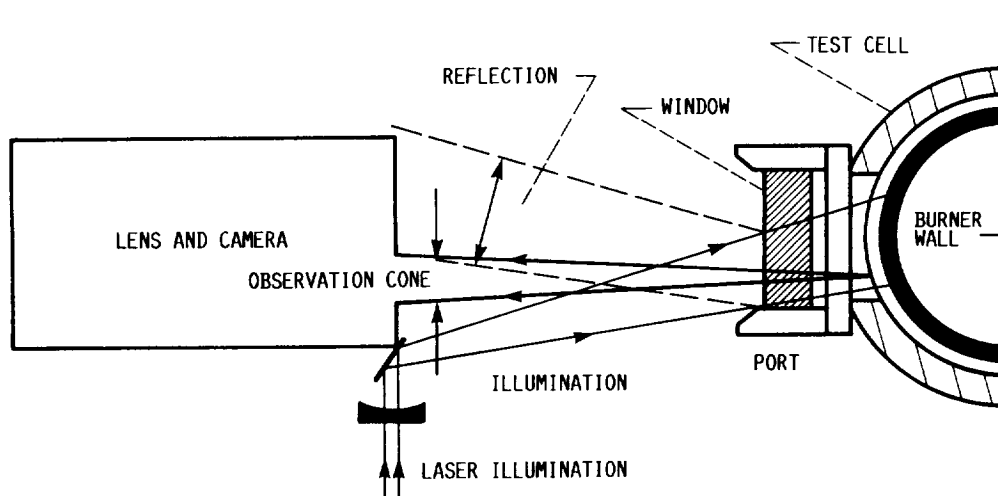 TEST CELL
REFLECTION
WINDOW
LENS AND CAMERA
BURNER
WALL
OBSERVATION CONE
PORT
ILLUMINATION
LASER ILLUMINATION